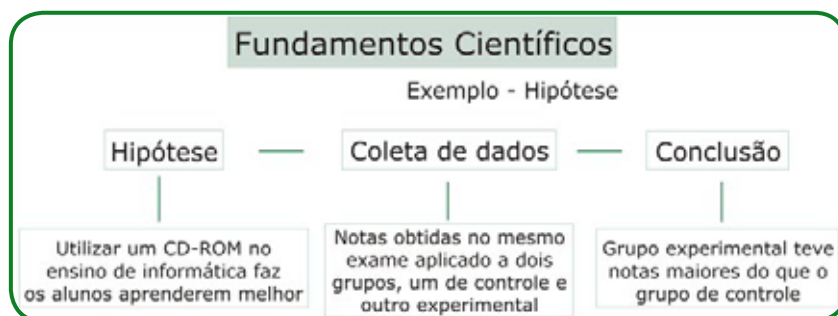 Fundamentos Científicos
Exemplo - Hipótese
Hipótese
Coleta de dados
Conclusão
Utilizar um CD-ROM no
ensino de informática faz
os alunos aprenderem melhor
Notas obtidas no mesmo
exame aplicado a dois
grupos, um de controle e
outro experimental
Grupo experimental teve
notas maiores do que o
grupo de controle